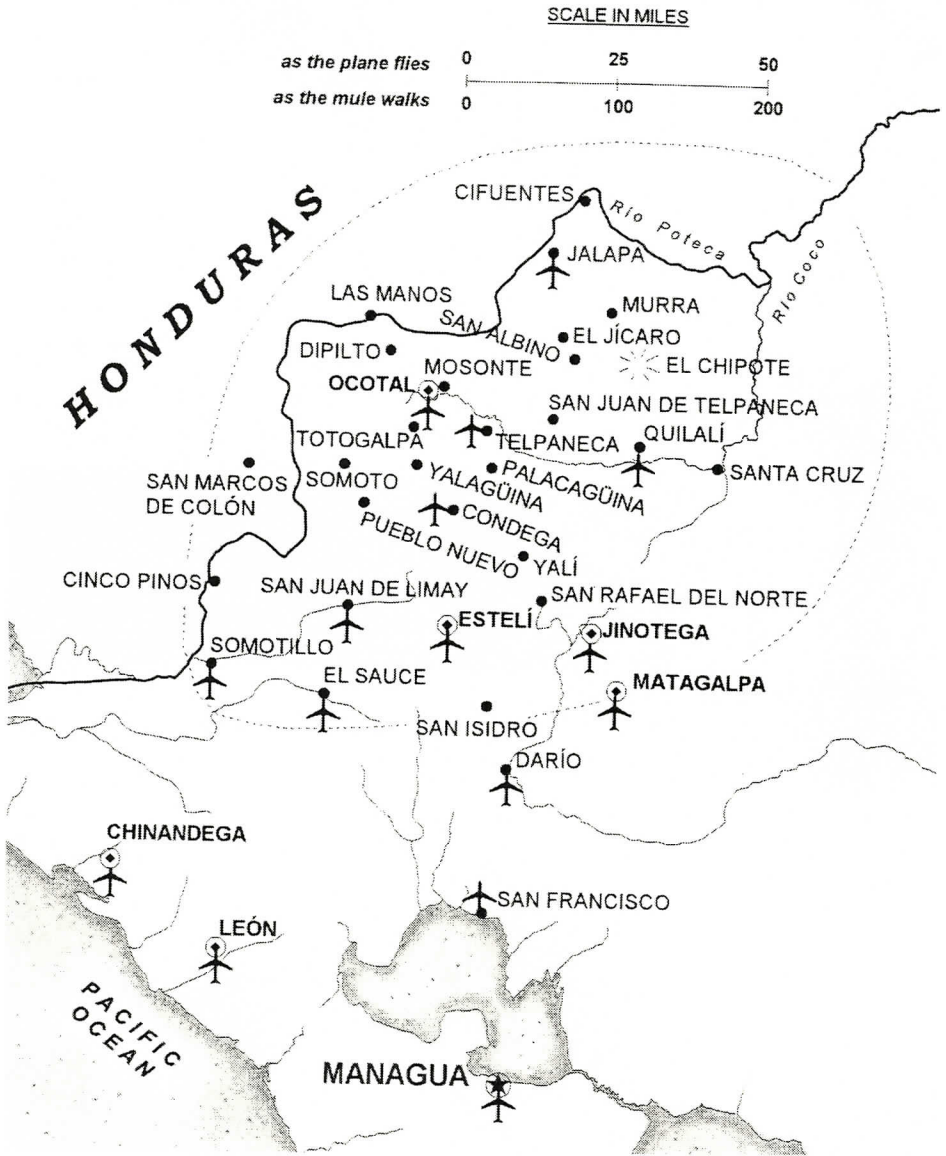 SCALE IN MILES
as the plane flies 0 25 50
as the mule walks 0 100 200
HONDURAS
CIFUENTES
Río Poteca
JALAPA
Río Coco
LAS MANOS
MURRA
SAN ALBINO
EL JÍCARO
DIPILTO
EL CHIPOTE
MOSONTE
OCOTAL
SAN JUAN DE TELPANECA
TOTOGALPA
TELPANECA
QUILALÍ
SAN MARCOS
DE COLÓN
SOMOTO
YALAGÜINA
PALACAGÜINA
SANTA CRUZ
CONDEGA
PUEBLO NUEVO
YALÍ
CINCO PINOS
SAN JUAN DE LIMAY
SAN RAFAEL DEL NORTE
ESTELÍ
JINOTEGA
SOMOTILLO
EL SAUCE
MATAGALPA
SAN ISIDRO
DARÍO
CHINANDEGA
SAN FRANCISCO
LEÓN
PACIFIC
OCEAN
MANAGUA